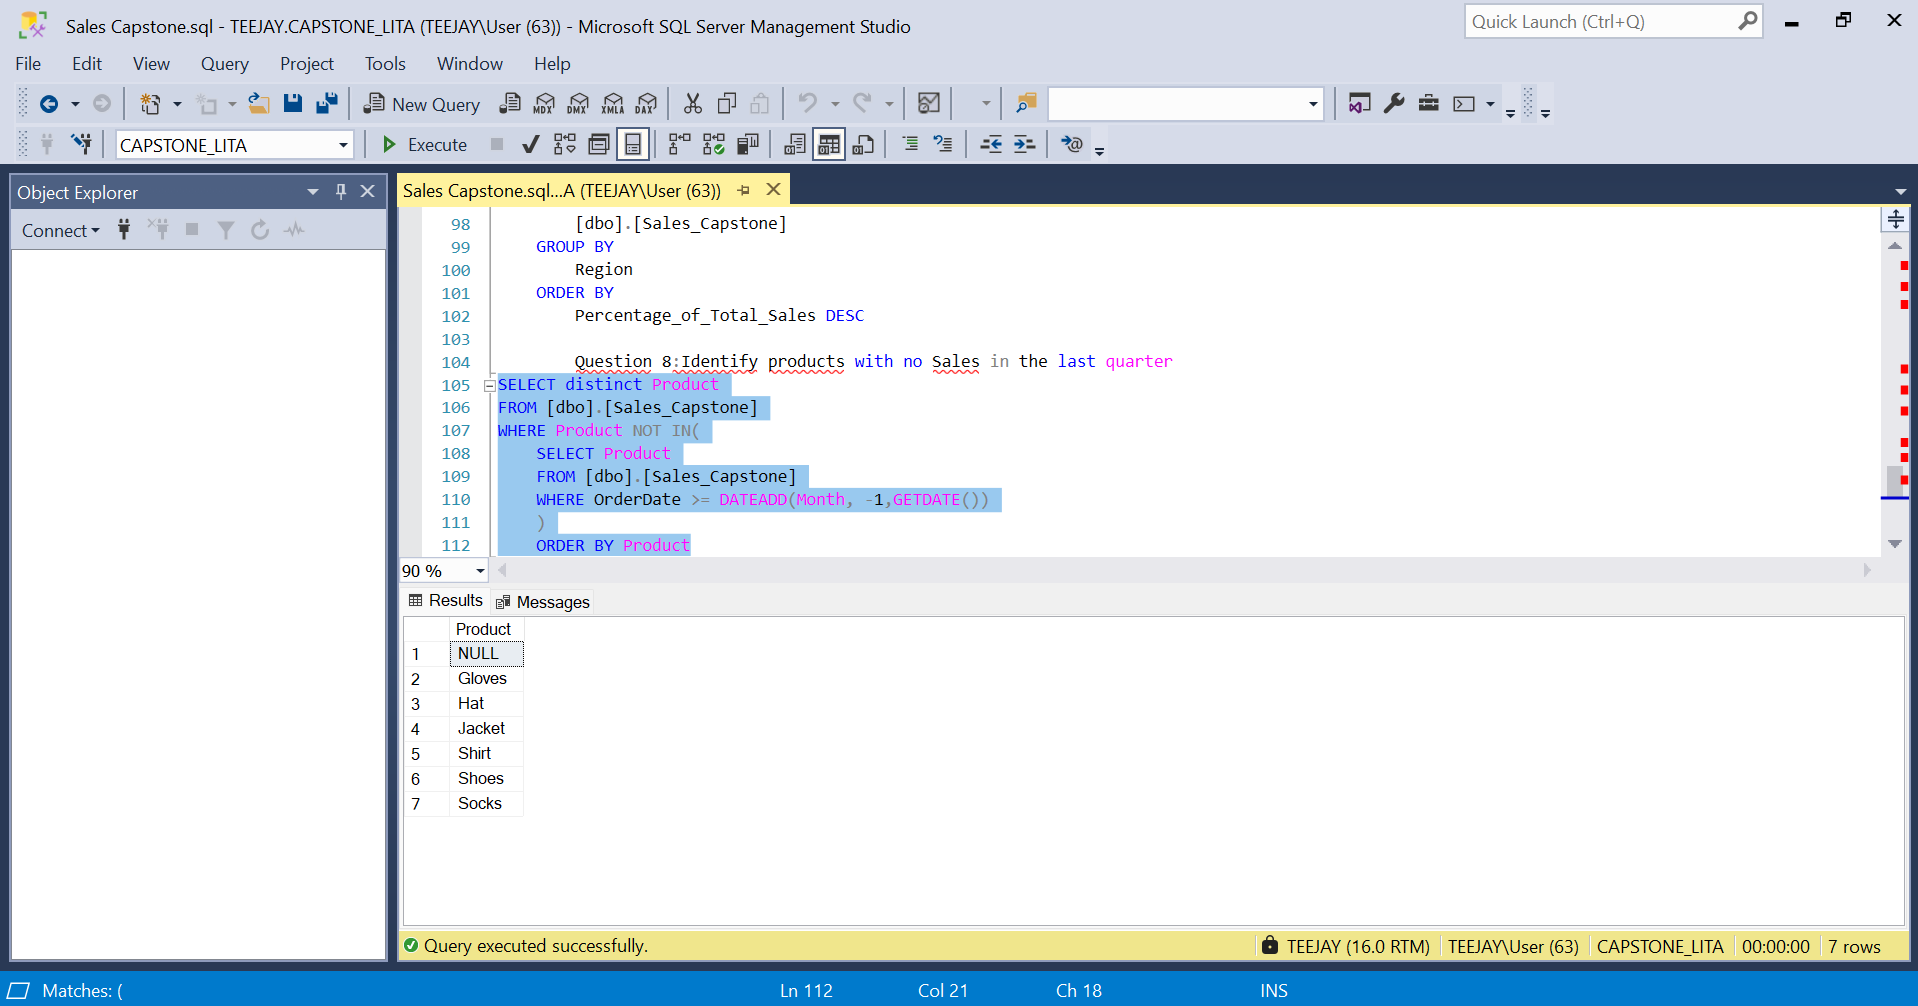 Sales Capstone.sql - TEEJAY.CAPSTONE_LITA (TEEJAY\User (63)) - Microsoft SQL Server Management Studio
Quick Launch (Ctrl+Q)
File Edit View Query Project Tools Window Help
New Query MDX DMX XMLA DAX
CAPSTONE_LITA Execute
Object Explorer
Connect
Sales Capstone.sql...A (TEEJAY\User (63))
98 [dbo].[Sales_Capstone]
99 GROUP BY
100 Region
101 ORDER BY
102 Percentage_of_Total_Sales DESC
103
104 Question 8:Identify products with no Sales in the last quarter
105 SELECT distinct Product
106 FROM [dbo].[Sales_Capstone]
107 WHERE Product NOT IN(
108 SELECT Product
109 FROM [dbo].[Sales_Capstone]
110 WHERE OrderDate >= DATEADD(Month, -1,GETDATE())
111 )
112 ORDER BY Product
90 %
Results Messages
Product
1 NULL
2 Gloves
3 Hat
4 Jacket
5 Shirt
6 Shoes
7 Socks
Query executed successfully. TEEJAY (16.0 RTM) TEEJAY\User (63) CAPSTONE_LITA 00:00:00 7 rows
Matches: ( Ln 112 Col 21 Ch 18 INS